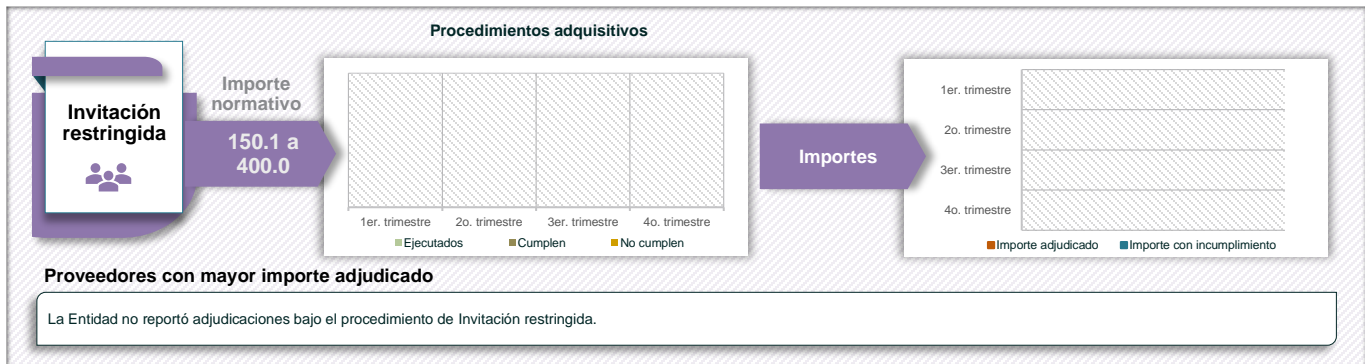 Procedimientos adquisitivos
Invitación
restringida
Importe
normativo
150.1 a
400.0
1er. trimestre
2o. trimestre
3er. trimestre
4o. trimestre
Ejecutados
Cumplen
No cumplen
Importes
1er. trimestre
2o. trimestre
3er. trimestre
4o. trimestre
Importe adjudicado
Importe con incumplimiento
Proveedores con mayor importe adjudicado
La Entidad no reportó adjudicaciones bajo el procedimiento de Invitación restringida.